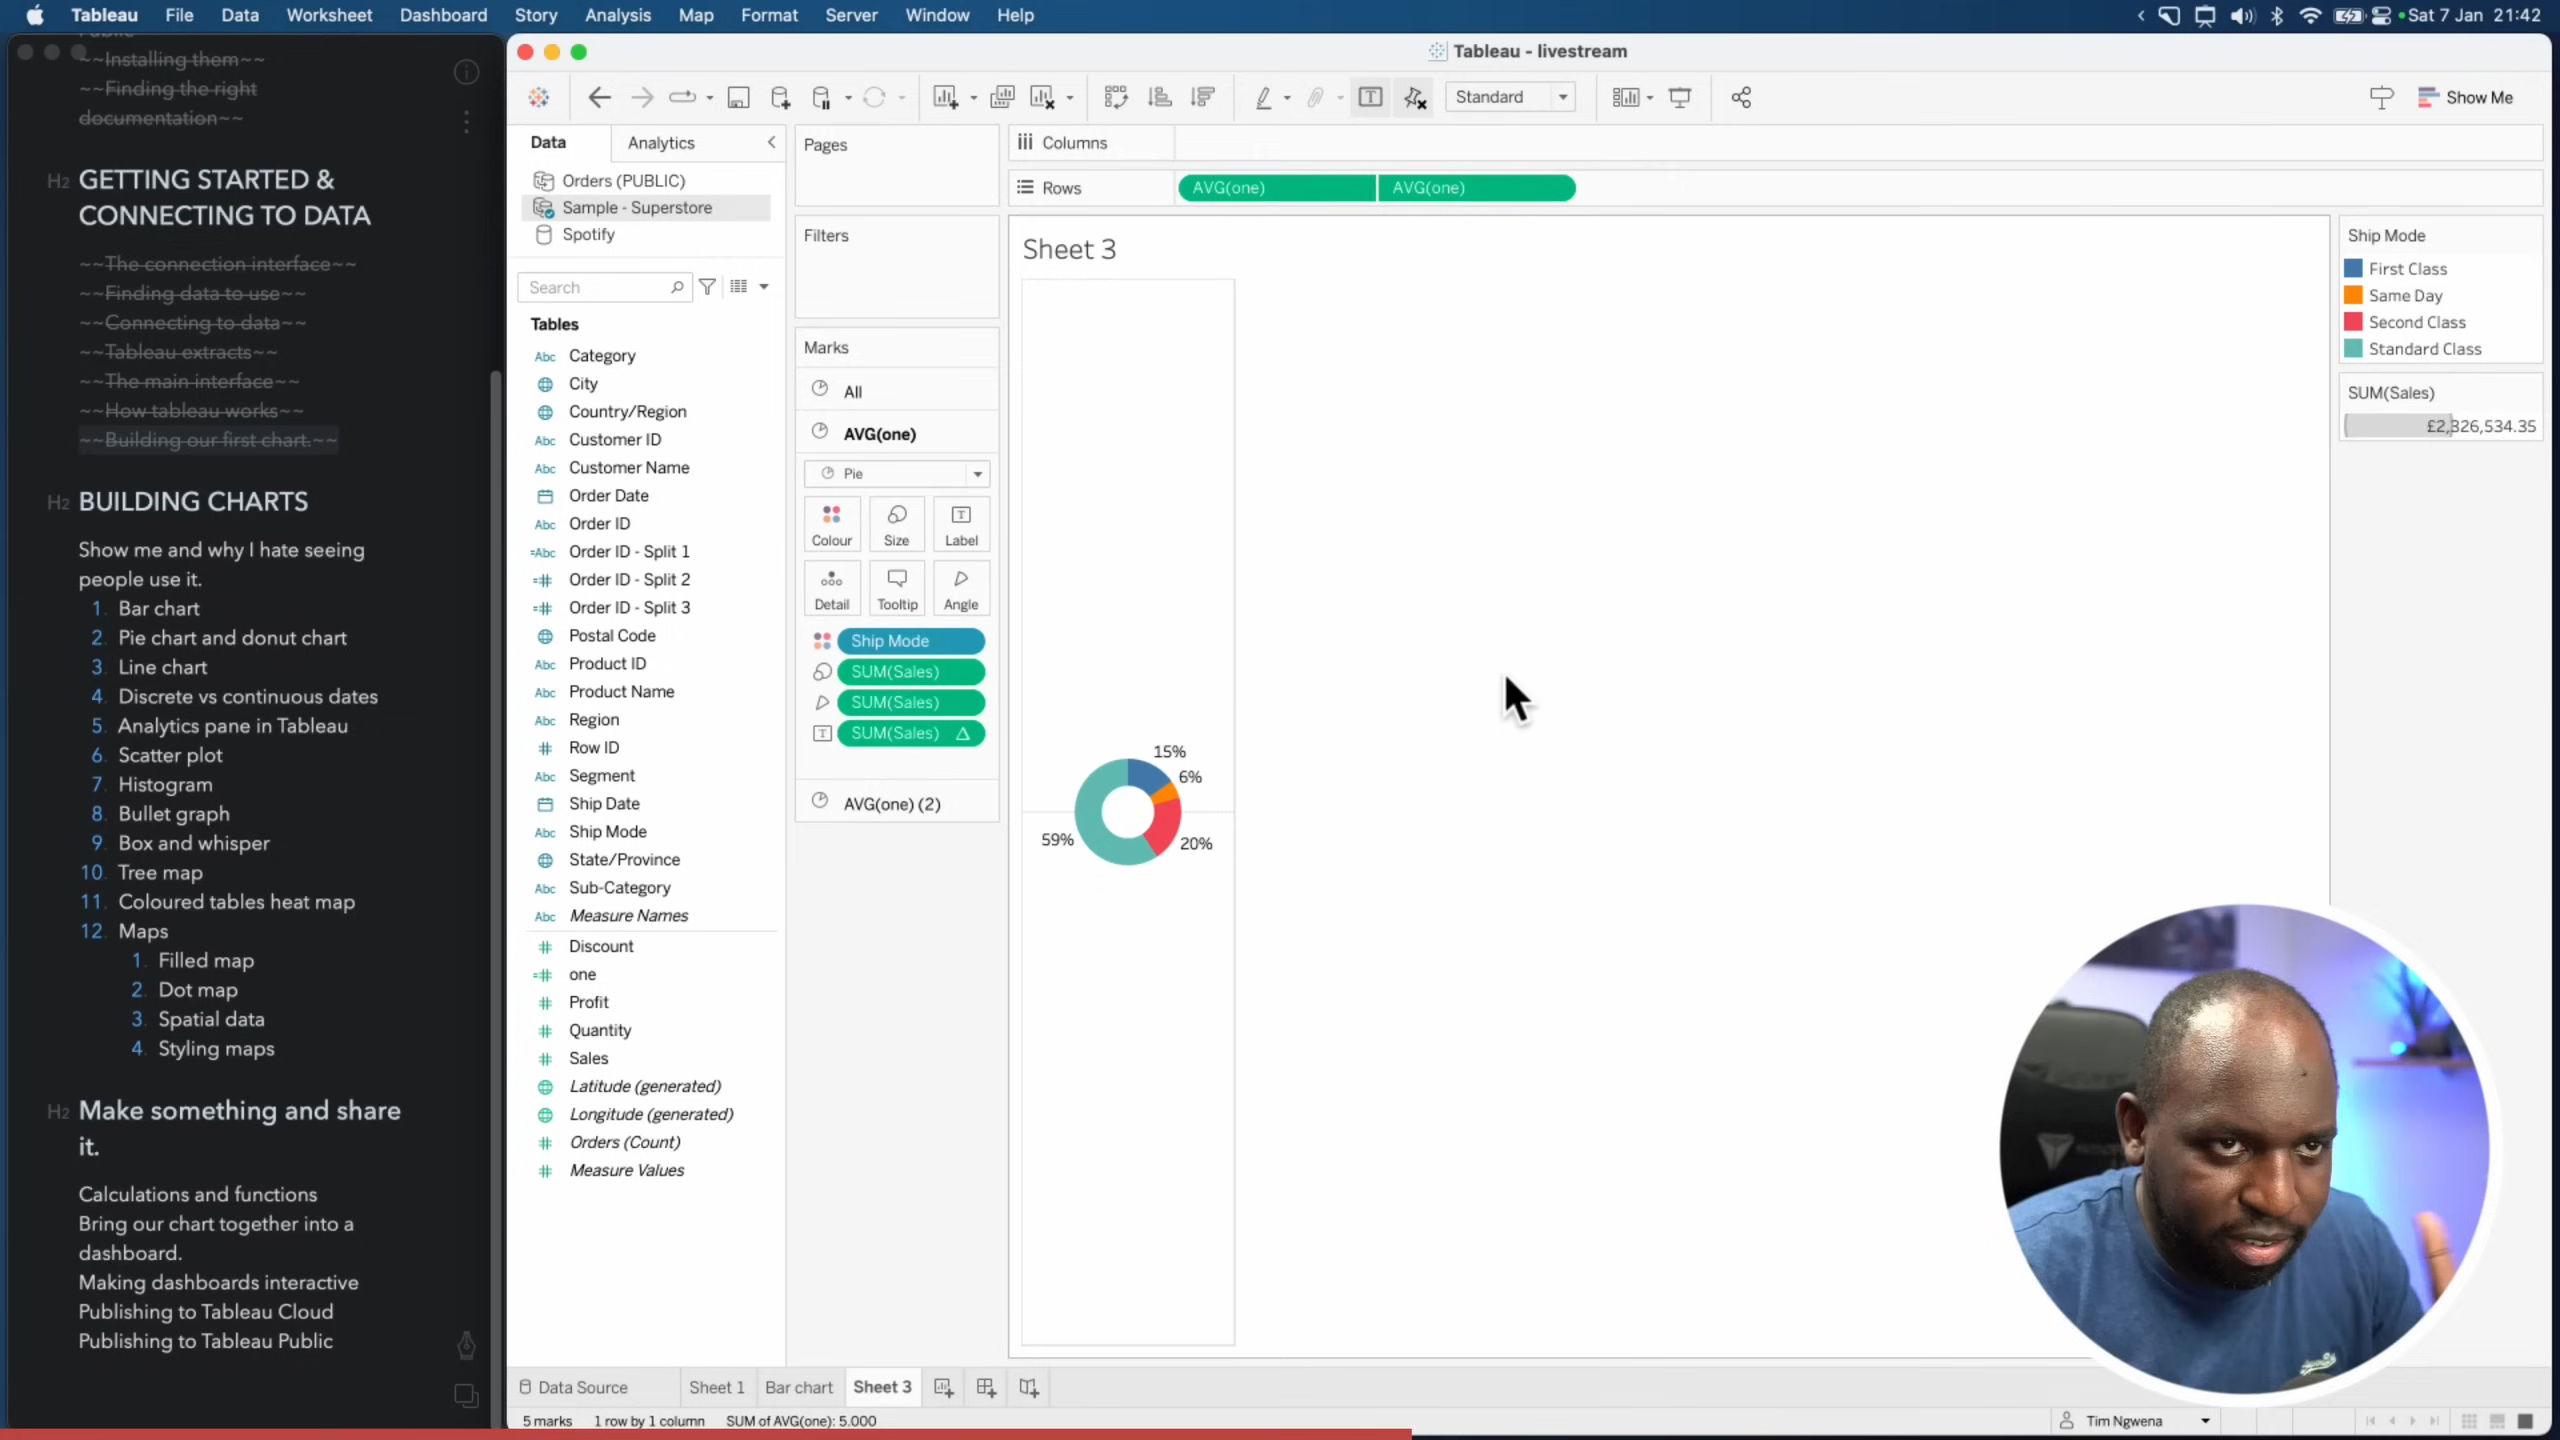 Tableau File Data Worksheet Dashboard Story Analysis Map Format Server Window Help
Sat 7 Jan 21:42
~~Installing them~~
~~Finding the right
documentation~~
H2 GETTING STARTED &
CONNECTING TO DATA
~~The connection interface~~
~~Finding data to use~~
~~Connecting to data~~
~~Tableau extracts~~
~~The main interface~~
~~How tableau works~~
~~Building our first chart.~~
H2 BUILDING CHARTS
Show me and why I hate seeing
people use it.
1. Bar chart
2. Pie chart and donut chart
3. Line chart
4. Discrete vs continuous dates
5. Analytics pane in Tableau
6. Scatter plot
7. Histogram
8. Bullet graph
9. Box and whisper
10. Tree map
11. Coloured tables heat map
12. Maps
1. Filled map
2. Dot map
3. Spatial data
4. Styling maps
H2 Make something and share
it.
Calculations and functions
Bring our chart together into a
dashboard.
Making dashboards interactive
Publishing to Tableau Cloud
Publishing to Tableau Public
Tableau - livestream
Standard
Show Me
Data Analytics
Orders (PUBLIC)
Sample - Superstore
Spotify
Search
Tables
Abc Category
City
Country/Region
Abc Customer ID
Abc Customer Name
Order Date
Abc Order ID
=Abc Order ID - Split 1
=# Order ID - Split 2
=# Order ID - Split 3
Postal Code
Abc Product ID
Abc Product Name
Abc Region
# Row ID
Abc Segment
Ship Date
Abc Ship Mode
State/Province
Abc Sub-Category
Abc Measure Names
# Discount
=# one
# Profit
# Quantity
# Sales
Latitude (generated)
Longitude (generated)
# Orders (Count)
# Measure Values
Pages
Filters
Marks
All
AVG(one)
Pie
Colour Size Label
Detail Tooltip Angle
Ship Mode
SUM(Sales)
SUM(Sales)
SUM(Sales) △
AVG(one) (2)
Columns
Rows AVG(one) AVG(one)
Sheet 3
15%
6%
59%
20%
Ship Mode
First Class
Same Day
Second Class
Standard Class
SUM(Sales)
£2,326,534.35
Data Source Sheet 1 Bar chart Sheet 3
5 marks 1 row by 1 column SUM of AVG(one): 5.000
Tim Ngwena